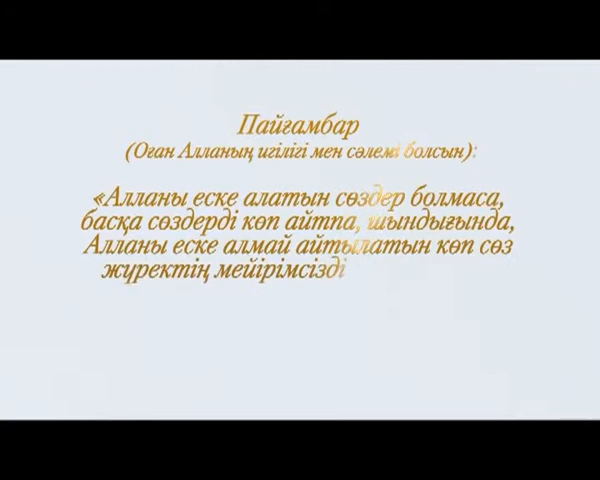 Пайғамбар
(Оған Алланың игілігі мен сәлемі болсын):
«Алланы еске алатын сөздер болмаса,
басқа сөздерді көп айтпа, шындығында,
Алланы еске алмай айтылатын көп сөз
жүректің мейірімсізді